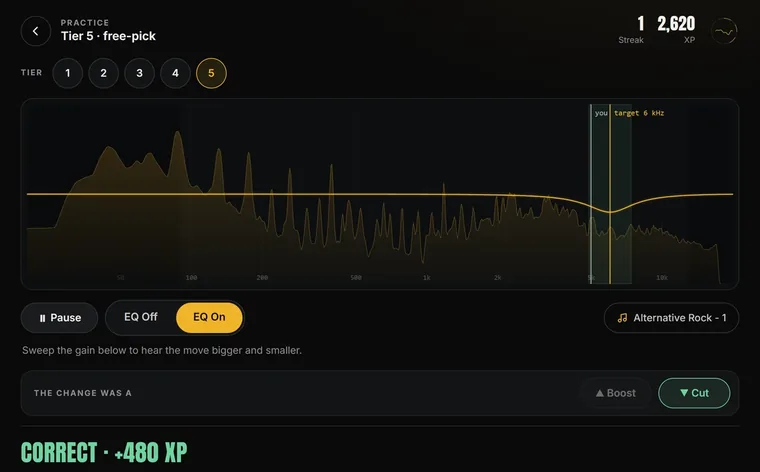 PRACTICE
Tier 5 · free-pick
1 2,620
Streak XP
TIER 1 2 3 4 5
you target 6 kHz
50 100 200 500 1k 2k 5k 10k
Pause EQ Off EQ On Alternative Rock - 1
Sweep the gain below to hear the move bigger and smaller.
THE CHANGE WAS A ▲ Boost ▼ Cut
CORRECT · +480 XP